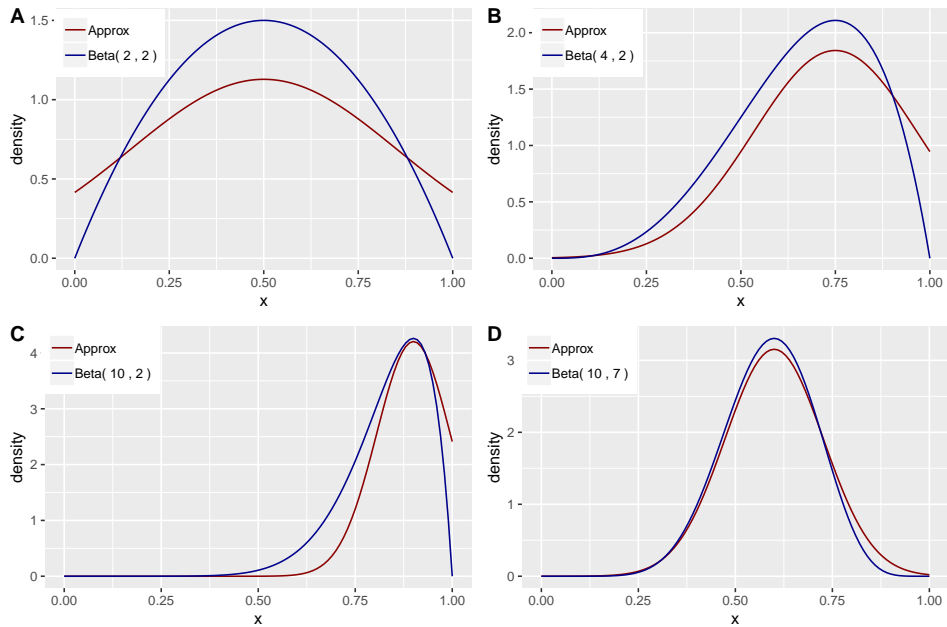 A
Approx
Beta( 2 , 2 )
density
1.5
1.0
0.5
0.0
0.00 0.25 0.50 0.75 1.00
x
B
Approx
Beta( 4 , 2 )
density
2.0
1.5
1.0
0.5
0.0
0.00 0.25 0.50 0.75 1.00
x
C
Approx
Beta( 10 , 2 )
density
4
3
2
1
0
0.00 0.25 0.50 0.75 1.00
x
D
Approx
Beta( 10 , 7 )
density
3
2
1
0
0.00 0.25 0.50 0.75 1.00
x